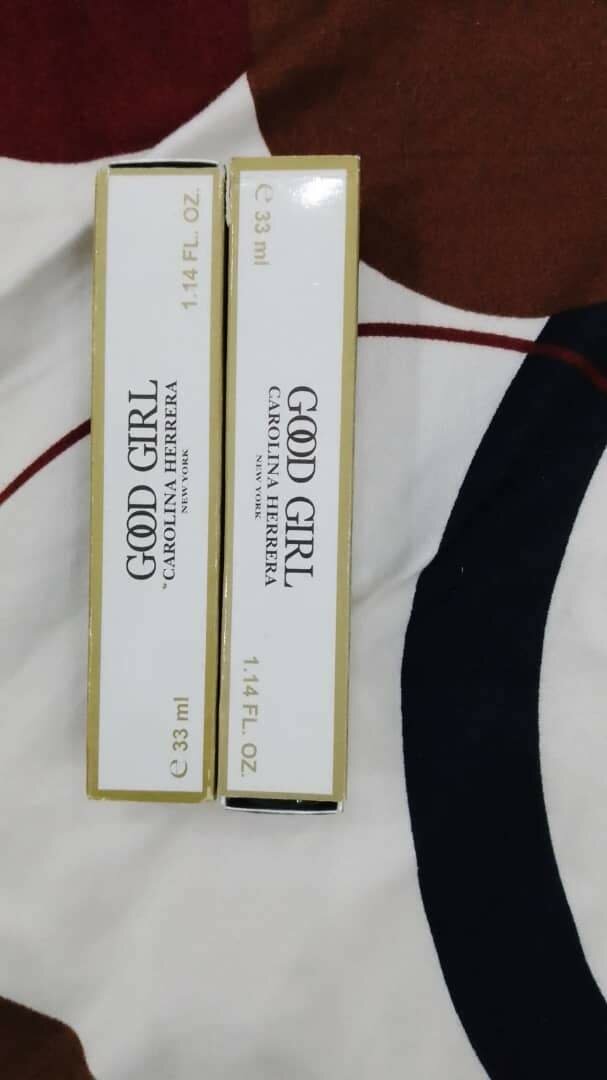 1.14 FL. OZ.
GOOD GIRL
CAROLINA HERRERA
NEW YORK
℮ 33 ml
℮ 33 ml
GOOD GIRL
CAROLINA HERRERA
NEW YORK
1.14 FL. OZ.